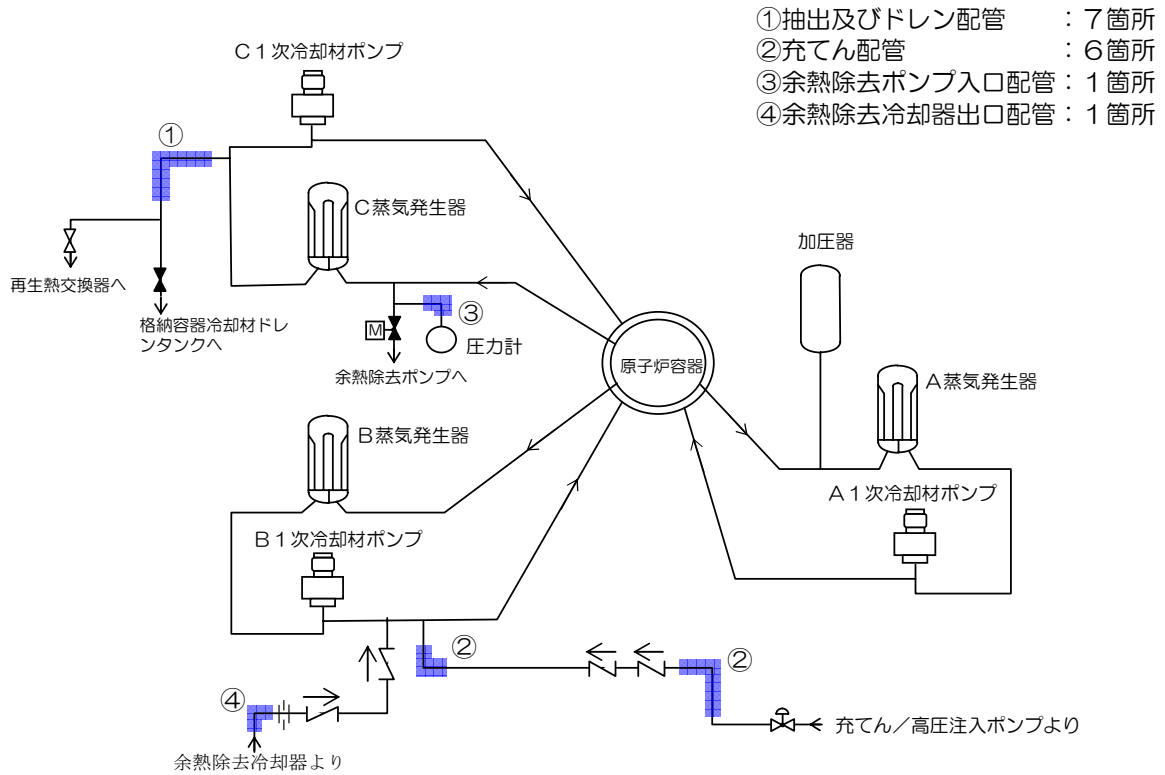 ①抽出及びドレン配管　　：７箇所
②充てん配管　　　　　　：６箇所
③余熱除去ポンプ入口配管：１箇所
④余熱除去冷却器出口配管：１箇所
Ｃ１次冷却材ポンプ
①
Ｃ蒸気発生器
再生熱交換器へ
格納容器冷却材ドレ
ンタンクへ
③
M
圧力計
余熱除去ポンプへ
加圧器
原子炉容器
Ａ蒸気発生器
Ａ１次冷却材ポンプ
Ｂ蒸気発生器
Ｂ１次冷却材ポンプ
②
②
④
充てん／高圧注入ポンプより
余熱除去冷却器より